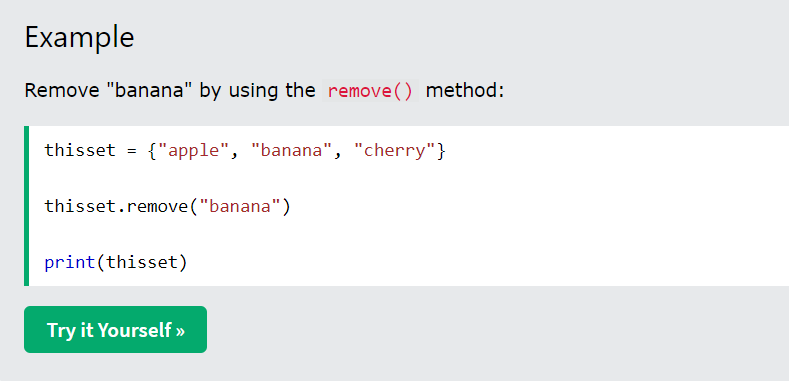 Example
Remove "banana" by using the remove() method:
thisset = {"apple", "banana", "cherry"}
thisset.remove("banana")
print(thisset)
Try it Yourself »